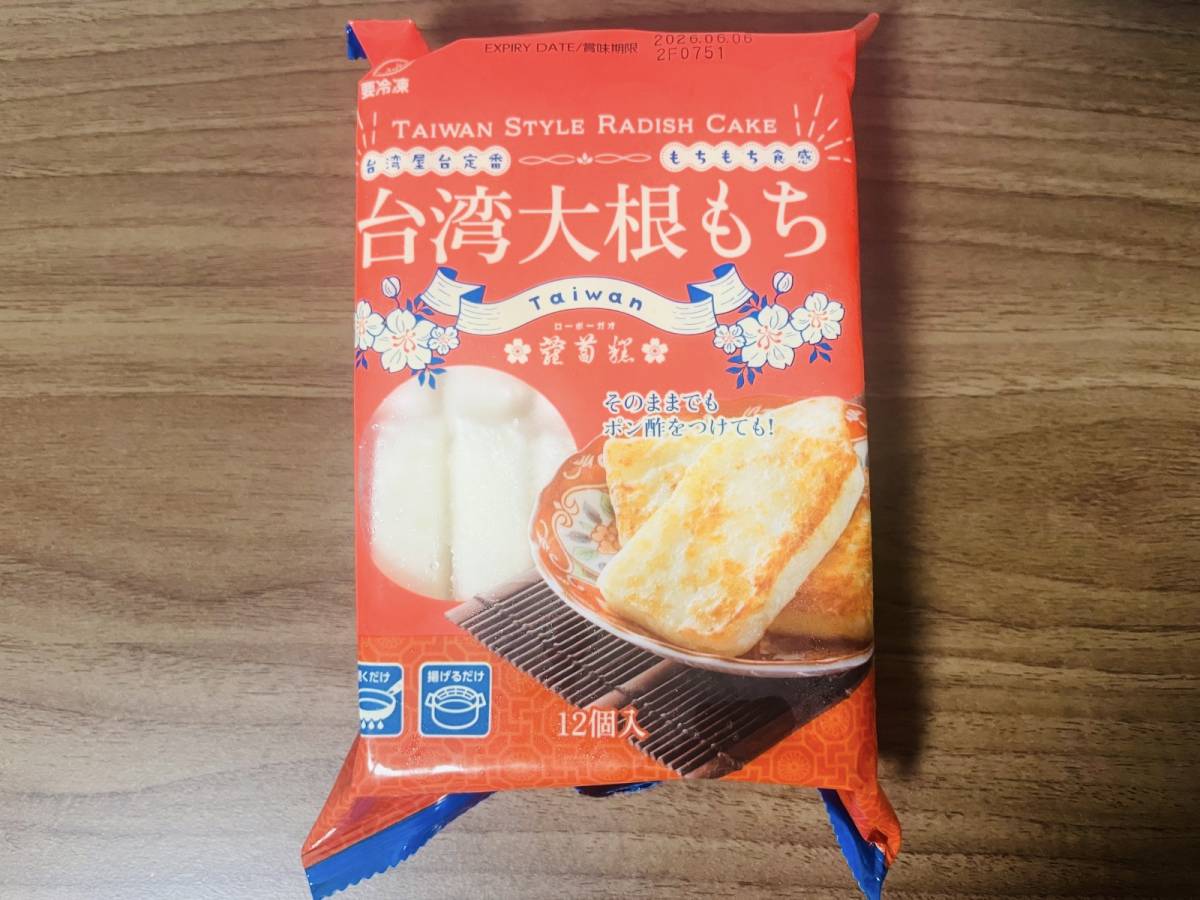 EXPIRY DATE/賞味期限 2026.06.06
2F0751
要冷凍
TAIWAN STYLE RADISH CAKE
台湾屋台定番 もちもち食感
台湾大根もち
Taiwan
ローボーガオ
蘿蔔糕
そのままでも
ポン酢をつけても!
くだけ 揚げるだけ
12個入